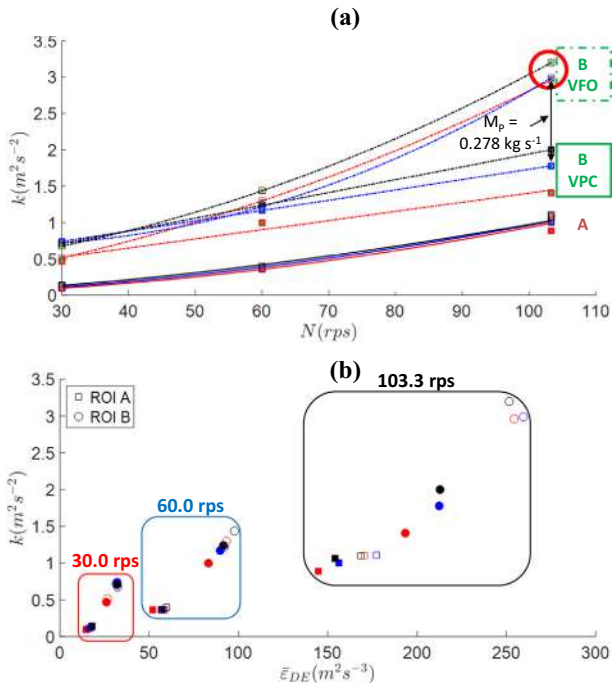 (a)
3.5
3
2.5
2
1.5
1
0.5
0
k(m²s⁻²)
B
VFO
M_P =
0.278 kg s⁻¹
B
VPC
A
30 40 50 60 70 80 90 100 110
N(rps)
(b)
3.5
3
2.5
2
1.5
1
0.5
0
k(m²s⁻²)
ROI A
ROI B
103.3 rps
60.0 rps
30.0 rps
0 50 100 150 200 250 300
ε̄_DE(m²s⁻³)